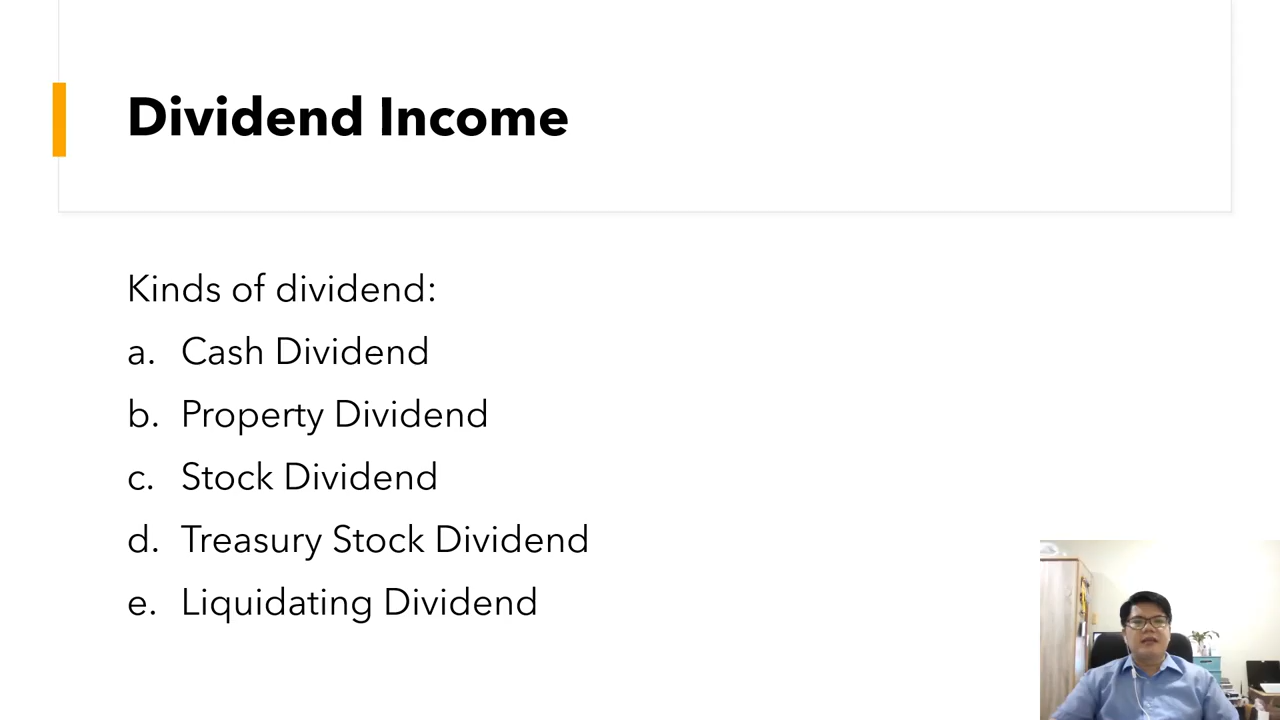 Dividend Income
Kinds of dividend:
a. Cash Dividend
b. Property Dividend
c. Stock Dividend
d. Treasury Stock Dividend
e. Liquidating Dividend